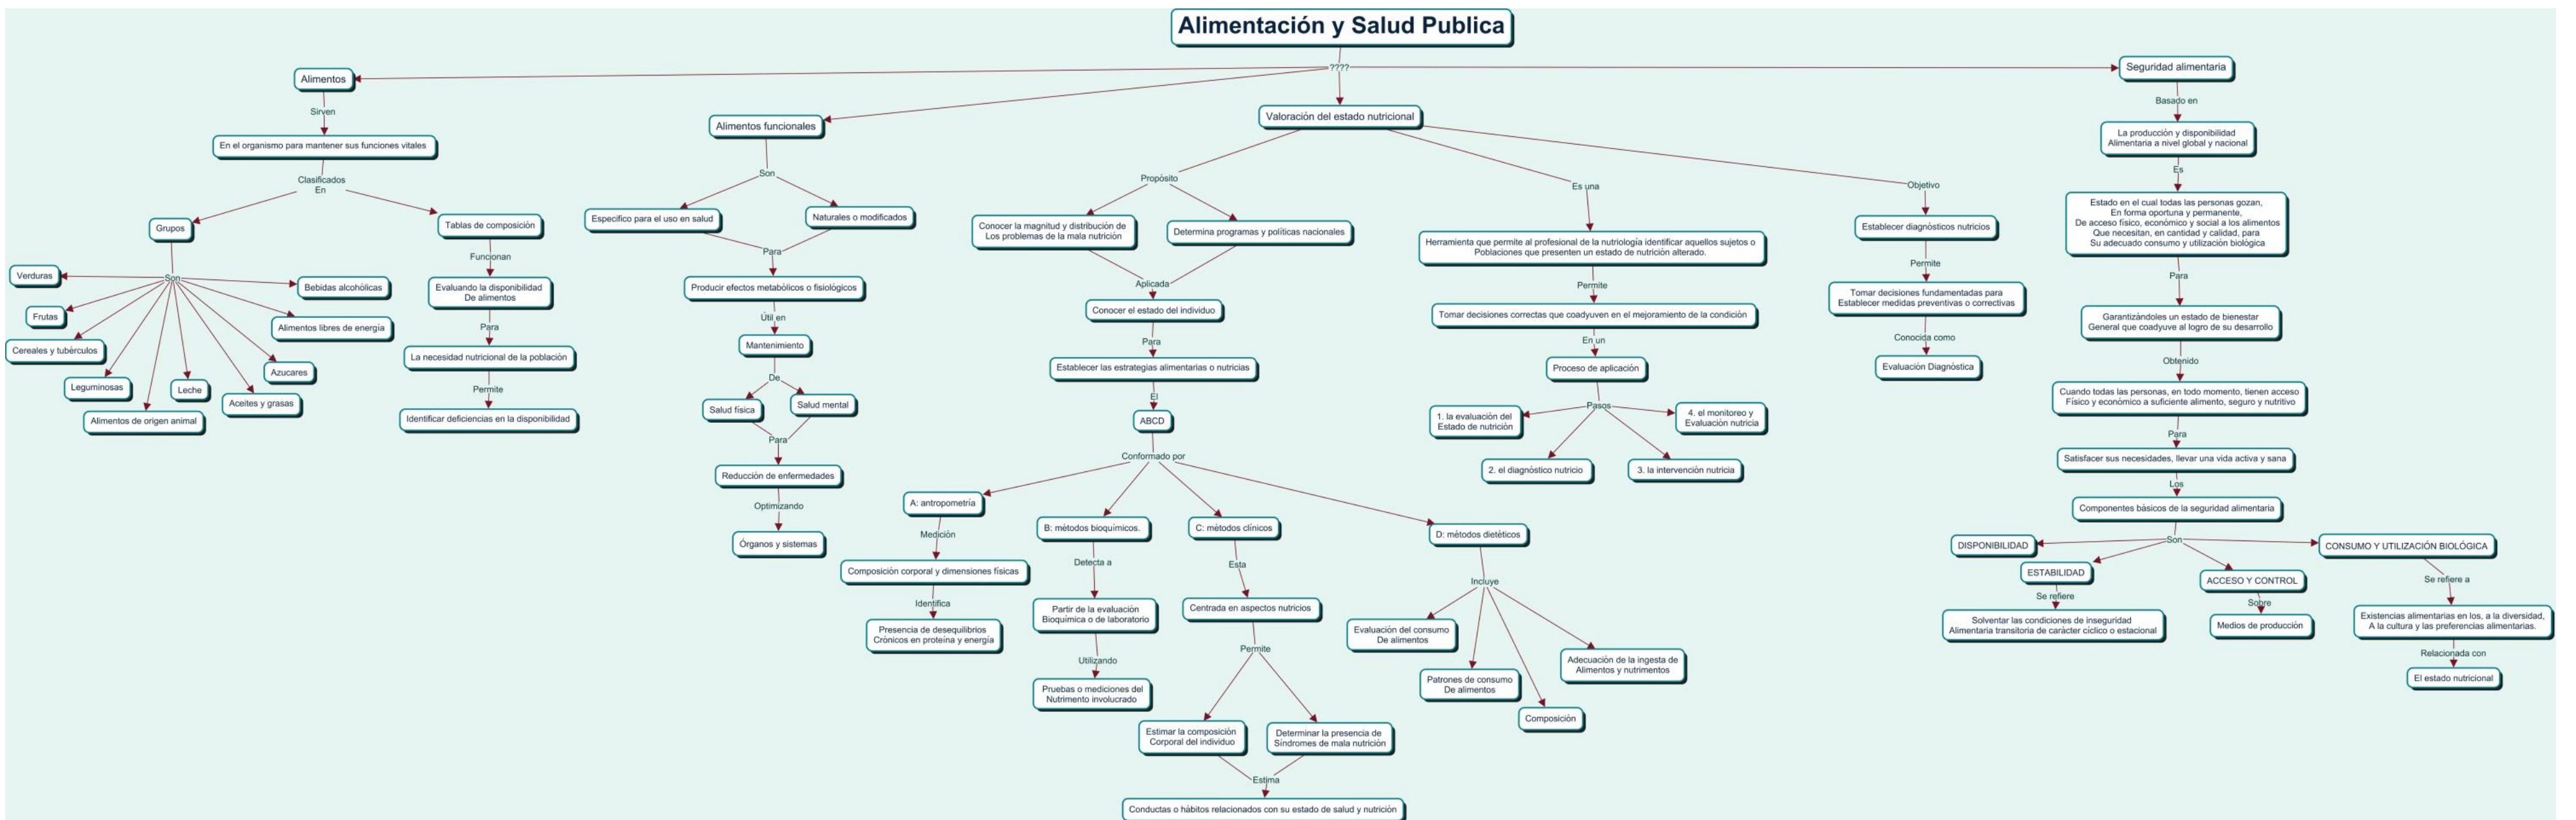 Alimentación y Salud Publica
????
Alimentos
Sirven
En el organismo para mantener sus funciones vitales
Clasificados
En
Grupos
Son
Verduras
Frutas
Cereales y tubérculos
Leguminosas
Alimentos de origen animal
Leche
Aceites y grasas
Azucares
Alimentos libres de energía
Bebidas alcohólicas
Tablas de composición
Funcionan
Evaluando la disponibilidad
De alimentos
Para
La necesidad nutricional de la población
Permite
Identificar deficiencias en la disponibilidad
Alimentos funcionales
Son
Especifico para el uso en salud
Naturales o modificados
Para
Producir efectos metabólicos o fisiológicos
Útil en
Mantenimiento
De
Salud física
Salud mental
Para
Reducción de enfermedades
Optimizando
Órganos y sistemas
Valoración del estado nutricional
Propósito
Conocer la magnitud y distribución de
Los problemas de la mala nutrición
Determina programas y políticas nacionales
Aplicada
Conocer el estado del individuo
Para
Establecer las estrategias alimentarias o nutricias
El
ABCD
Conformado por
A: antropometría
Medición
Composición corporal y dimensiones físicas
Identifica
Presencia de desequilibrios
Crónicos en proteína y energía
B: métodos bioquímicos.
Detecta a
Partir de la evaluación
Bioquímica o de laboratorio
Utilizando
Pruebas o mediciones del
Nutrimento involucrado
C: métodos clínicos
Esta
Centrada en aspectos nutricios
Permite
Estimar la composición
Corporal del individuo
Determinar la presencia de
Síndromes de mala nutrición
Estima
Conductas o hábitos relacionados con su estado de salud y nutrición
D: métodos dietéticos
Incluye
Evaluación del consumo
De alimentos
Patrones de consumo
De alimentos
Composición
Adecuación de la ingesta de
Alimentos y nutrimentos
Es una
Herramienta que permite al profesional de la nutriología identificar aquellos sujetos o
Poblaciones que presenten un estado de nutrición alterado.
Permite
Tomar decisiones correctas que coadyuven en el mejoramiento de la condición
En un
Proceso de aplicación
Pasos
1. la evaluación del
Estado de nutrición
2. el diagnóstico nutricio
3. la intervención nutricia
4. el monitoreo y
Evaluación nutricia
Objetivo
Establecer diagnósticos nutricios
Permite
Tomar decisiones fundamentadas para
Establecer medidas preventivas o correctivas
Conocida como
Evaluación Diagnóstica
Seguridad alimentaria
Basado en
La producción y disponibilidad
Alimentaria a nivel global y nacional
Es
Estado en el cual todas las personas gozan,
En forma oportuna y permanente,
De acceso físico, económico y social a los alimentos
Que necesitan, en cantidad y calidad, para
Su adecuado consumo y utilización biológica
Para
Garantizándoles un estado de bienestar
General que coadyuve al logro de su desarrollo
Obtenido
Cuando todas las personas, en todo momento, tienen acceso
Físico y económico a suficiente alimento, seguro y nutritivo
Para
Satisfacer sus necesidades, llevar una vida activa y sana
Los
Componentes básicos de la seguridad alimentaria
Son
DISPONIBILIDAD
ESTABILIDAD
Se refiere
Solventar las condiciones de inseguridad
Alimentaria transitoria de carácter cíclico o estacional
ACCESO Y CONTROL
Sobre
Medios de producción
CONSUMO Y UTILIZACIÓN BIOLÓGICA
Se refiere a
Existencias alimentarias en los, a la diversidad,
A la cultura y las preferencias alimentarias.
Relacionada con
El estado nutricional